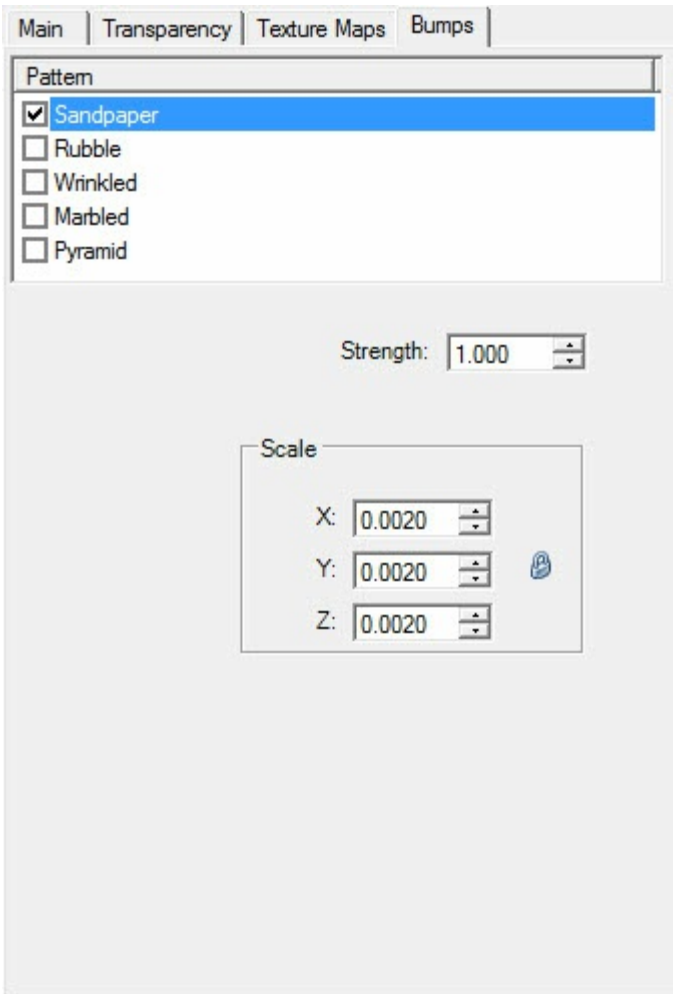 Main Transparency Texture Maps Bumps
Pattern
Sandpaper
Rubble
Wrinkled
Marbled
Pyramid
Strength: 1.000
Scale
X: 0.0020
Y: 0.0020
Z: 0.0020